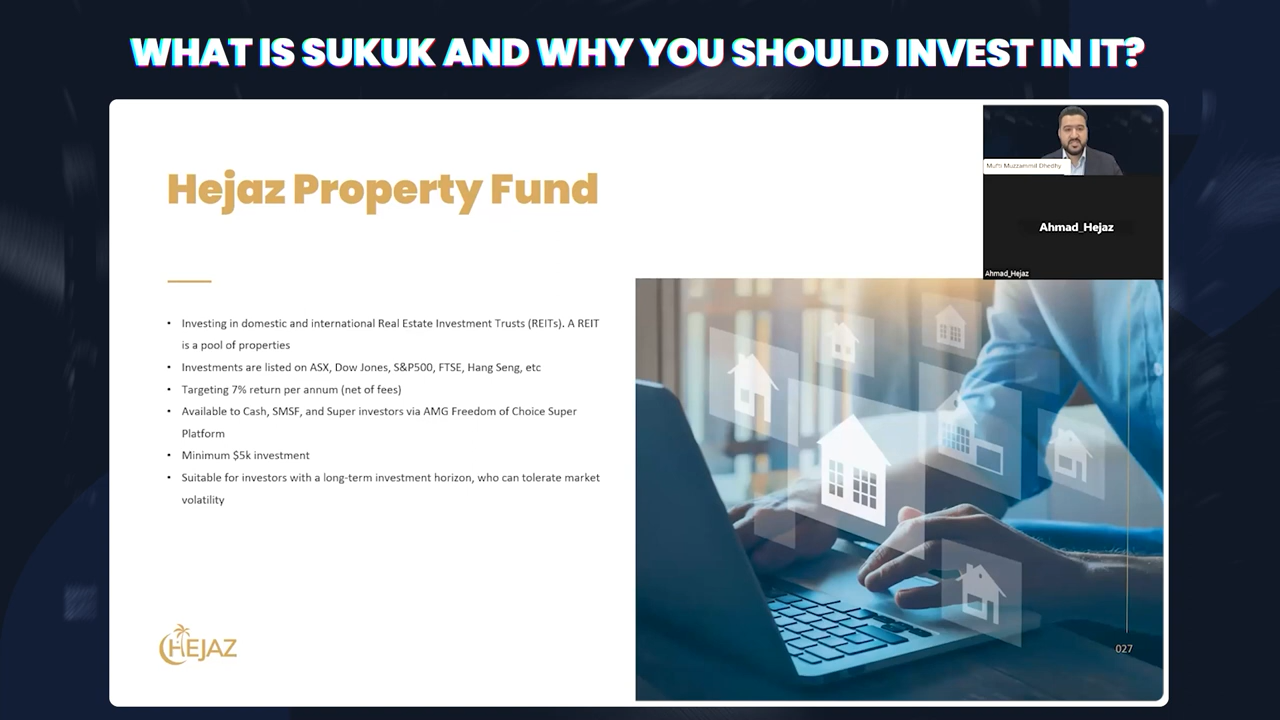 WHAT IS SUKUK AND WHY YOU SHOULD INVEST IN IT?
Hejaz Property Fund
Mufti Muzzammil Dhedhy
Ahmad_Hejaz
Ahmad_Hejaz
• Investing in domestic and international Real Estate Investment Trusts (REITs). A REIT
is a pool of properties
• Investments are listed on ASX, Dow Jones, S&P500, FTSE, Hang Seng, etc
• Targeting 7% return per annum (net of fees)
• Available to Cash, SMSF, and Super investors via AMG Freedom of Choice Super
Platform
• Minimum $5k investment
• Suitable for investors with a long-term investment horizon, who can tolerate market
volatility
HEJAZ
027